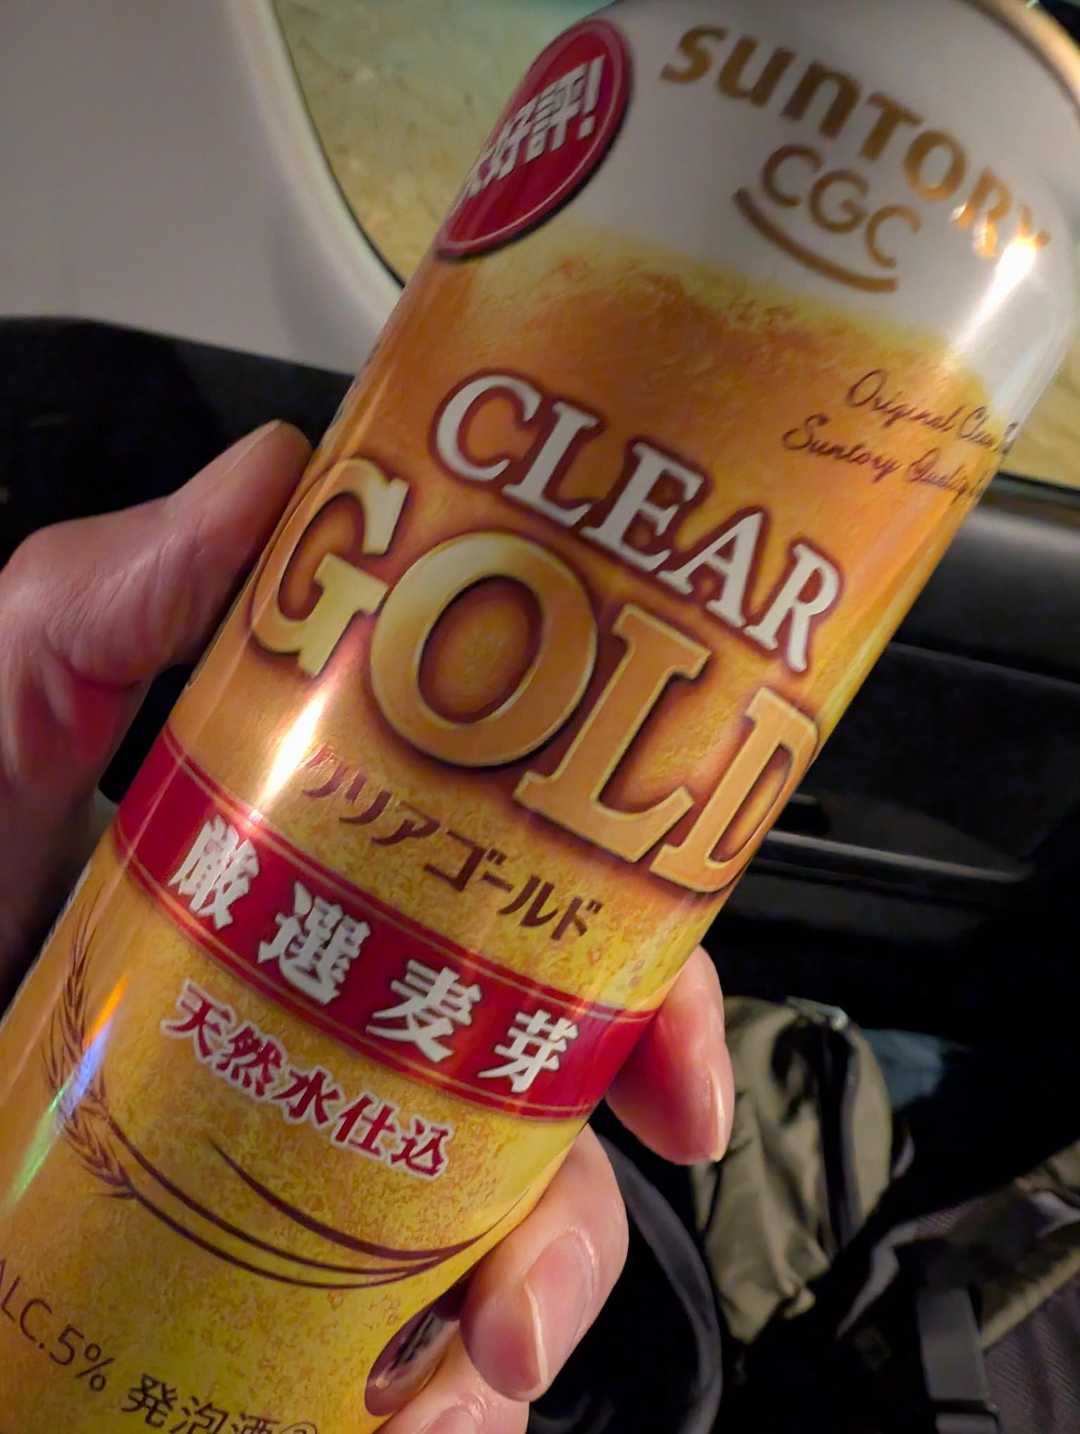 好評!
SUNTORY
CGC
Original Clear
Suntory Quality
CLEAR
GOLD
クリアゴールド
厳選麦芽
天然水仕込
ALC.5% 発泡酒②